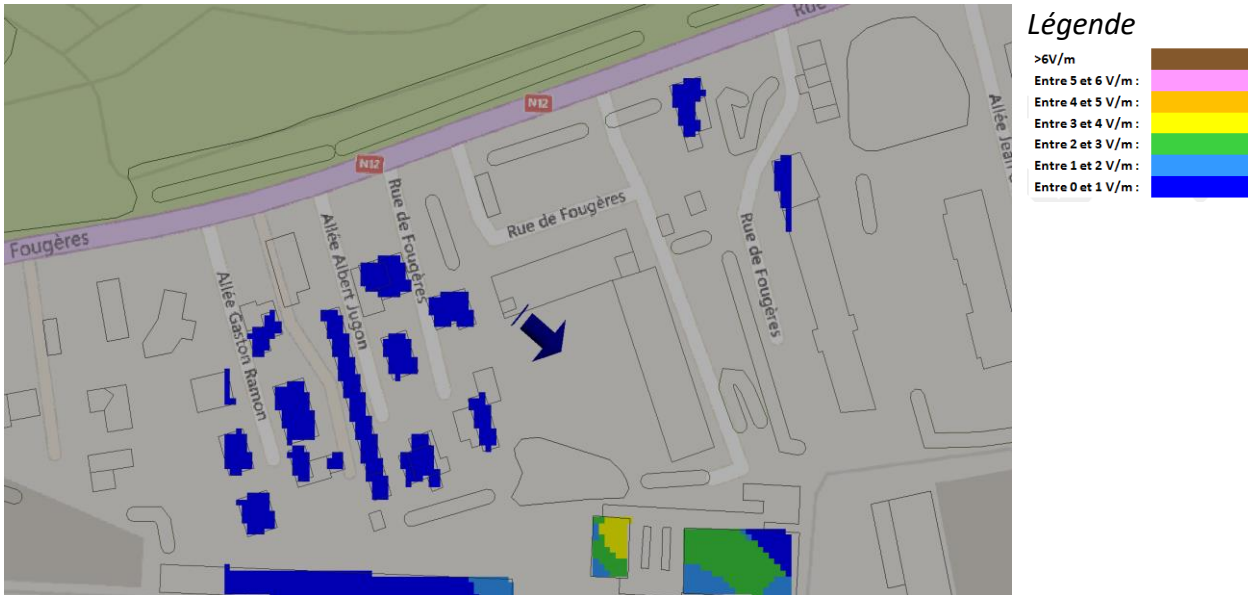 Rue
N12
N12
Fougères
Rue de Fougères
Allée Albert Jugon
Allée Gaston Ramon
Rue de Fougères
Rue de Fougères
Allée Jean
Légende
>6V/m
Entre 5 et 6 V/m :
Entre 4 et 5 V/m :
Entre 3 et 4 V/m :
Entre 2 et 3 V/m :
Entre 1 et 2 V/m :
Entre 0 et 1 V/m :